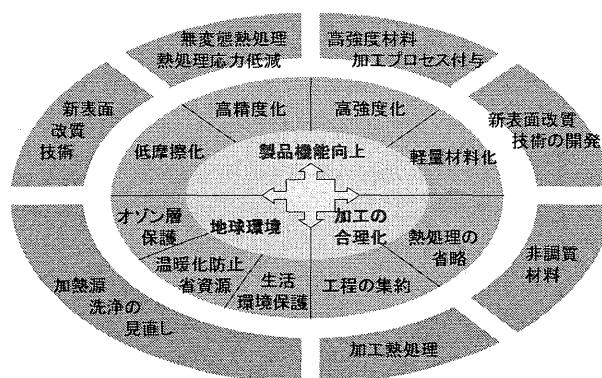 無変態熱処理
熱処理応力低減
高強度材料
加工プロセス付与
新表面
改質
技術
高精度化
高強度化
新表面改質
技術の開発
低摩擦化
製品機能向上
軽量材料化
オゾン層
保護
地球環境
加工の
合理化
熱処理の
省略
温暖化防止
省資源
生活
環境保護
工程の集約
非調質
材料
加熱源
洗浄の
見直し
加工熱処理